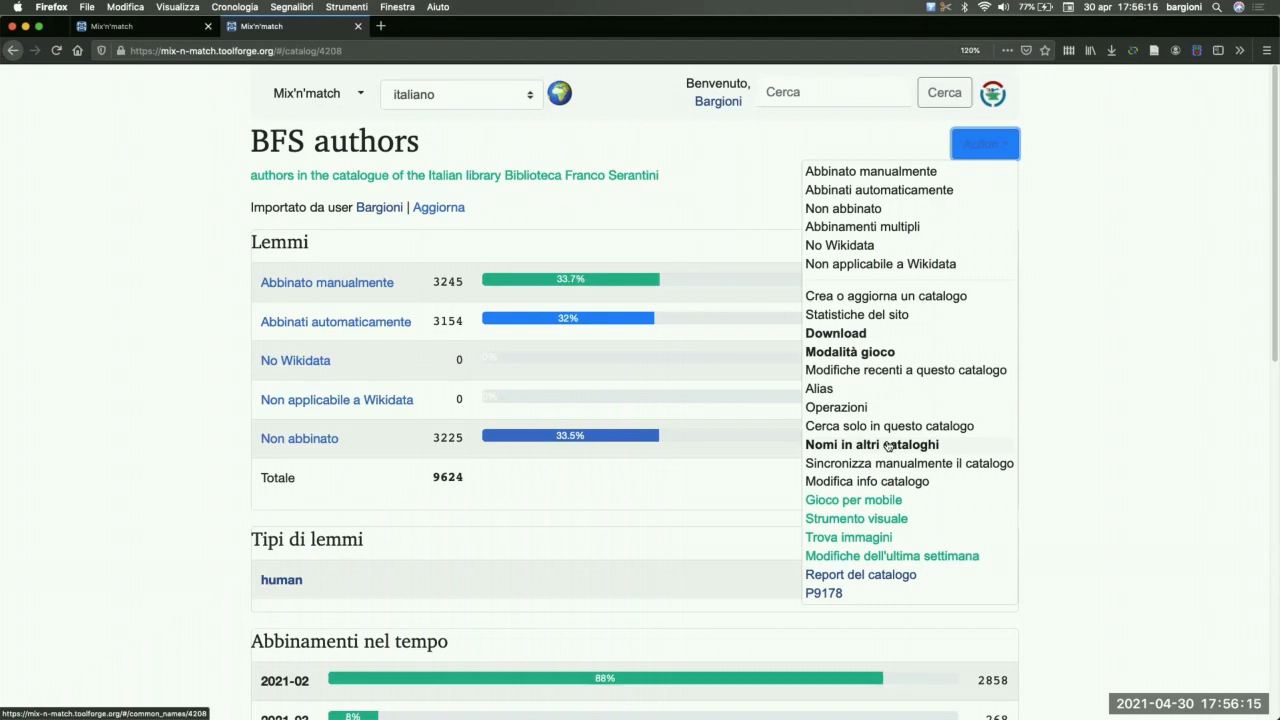 Firefox File Modifica Visualizza Cronologia Segnalibri Strumenti Finestra Aiuto 77% 30 apr 17:56:15 bargioni
Mix'n'match Mix'n'match
https://mix-n-match.toolforge.org/#/catalog/4208 120%
Mix'n'match italiano Benvenuto, Bargioni Cerca Cerca
BFS authors
Action
authors in the catalogue of the Italian library Biblioteca Franco Serantini
Importato da user Bargioni | Aggiorna
Lemmi
Abbinato manualmente 3245 33.7%
Abbinati automaticamente 3154 32%
No Wikidata 0 0%
Non applicabile a Wikidata 0 0%
Non abbinato 3225 33.5%
Totale 9624
Tipi di lemmi
human
Abbinamenti nel tempo
2021-02 88% 2858
2021-03 8% 268
Abbinato manualmente
Abbinati automaticamente
Non abbinato
Abbinamenti multipli
No Wikidata
Non applicabile a Wikidata
Crea o aggiorna un catalogo
Statistiche del sito
Download
Modalità gioco
Modifiche recenti a questo catalogo
Alias
Operazioni
Cerca solo in questo catalogo
Nomi in altri cataloghi
Sincronizza manualmente il catalogo
Modifica info catalogo
Gioco per mobile
Strumento visuale
Trova immagini
Modifiche dell'ultima settimana
Report del catalogo
P9178
https://mix-n-match.toolforge.org/#/common_names/4208
2021-04-30 17:56:15